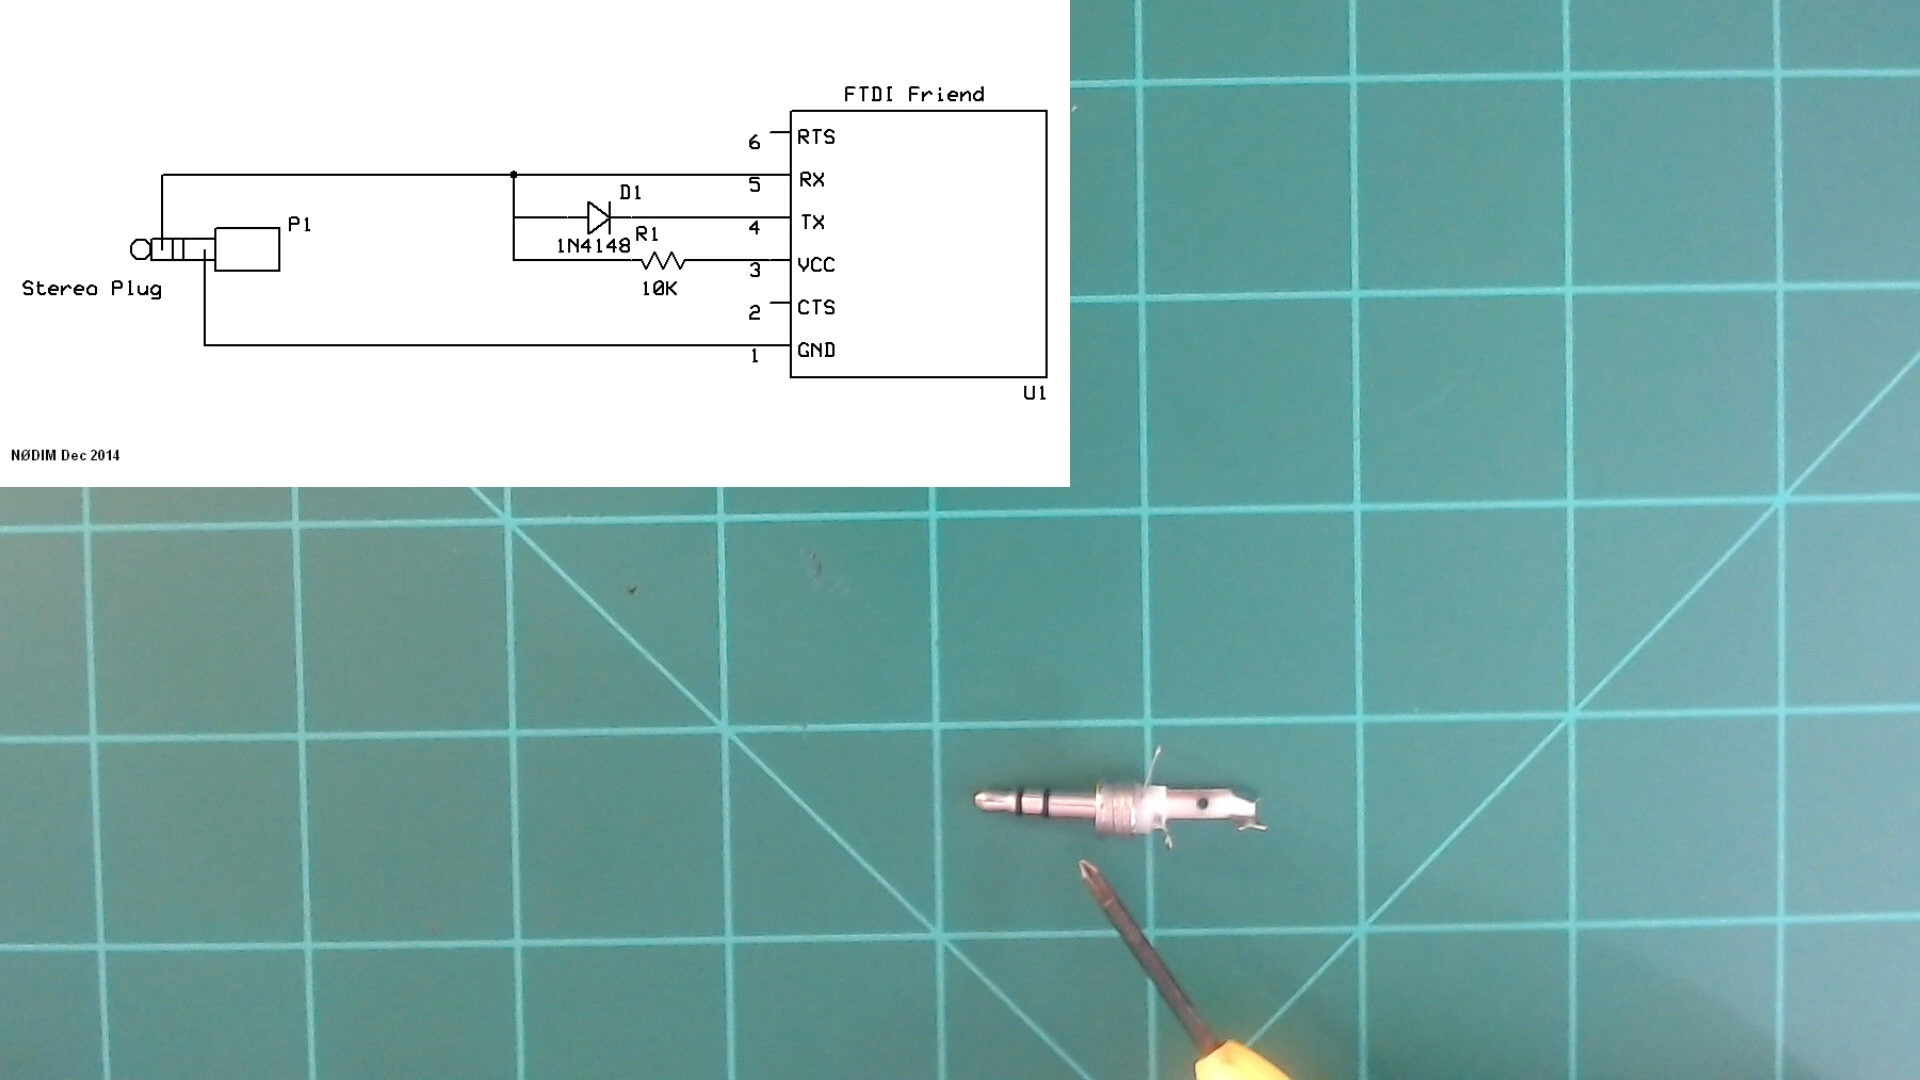 FTDI Friend
6 RTS
5 RX
D1
4 TX
P1
R1
1N4148
3 VCC
Stereo Plug
10K
2 CTS
1 GND
U1
NØDIM Dec 2014